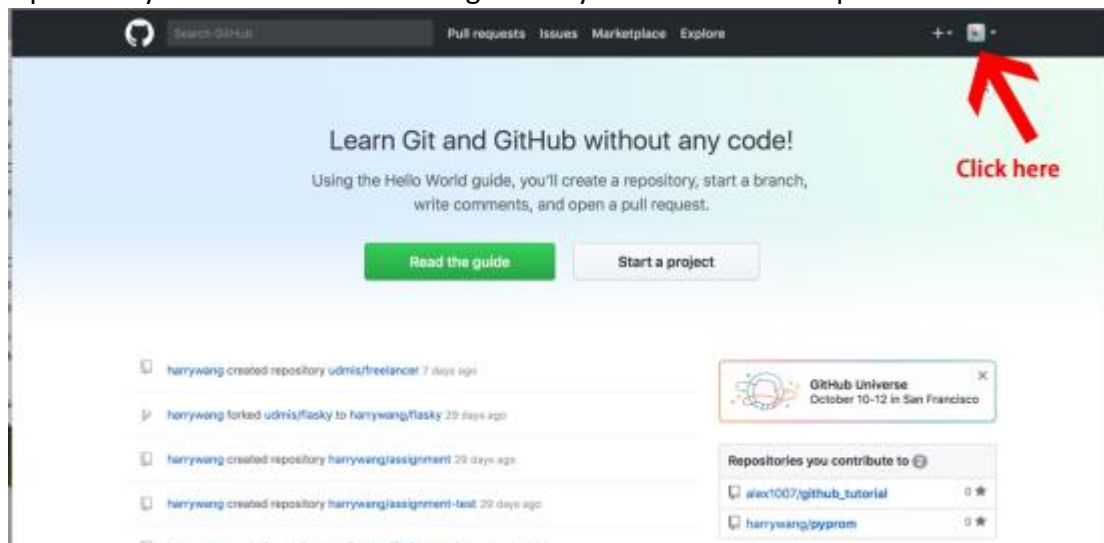 Search GitHub
Pull requests Issues Marketplace Explore
Click here
Learn Git and GitHub without any code!
Using the Hello World guide, you'll create a repository, start a branch,
write comments, and open a pull request.
Read the guide
Start a project
harrywang created repository udmis/freelancer 7 days ago
harrywang forked udmis/flasky to harrywang/flasky 29 days ago
harrywang created repository harrywang/assignment 29 days ago
harrywang created repository harrywang/assignment-test 29 days ago
GitHub Universe
October 10-12 in San Francisco
Repositories you contribute to
alex1007/github_tutorial 0
harrywang/pyprom 0